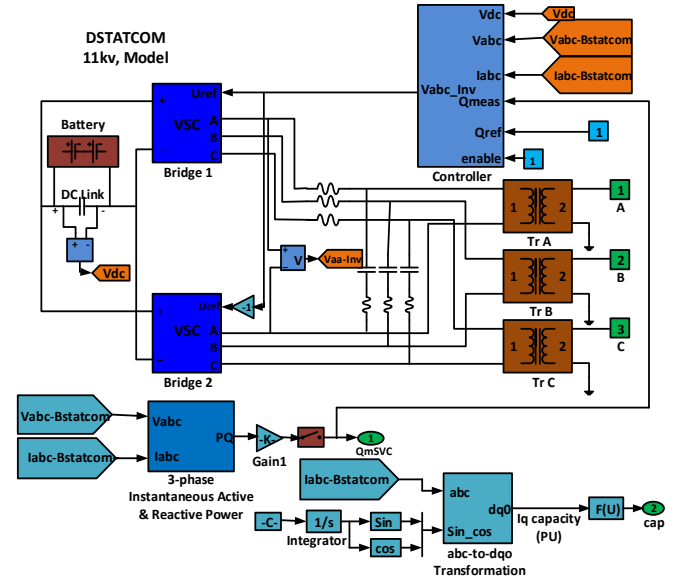 DSTATCOM
11kv, Model
Vdc
Vdc
Vabc
Vabc-Bstatcom
Iabc
Iabc-Bstatcom
Vabc_Inv
Qmeas
Qref
1
enable
1
Controller
Battery
DC Link
+
-
+ -
Vdc
+
Uref
VSC
A
B
C
–
Bridge 1
+
V
–
Vaa-Inv
1
2
Tr A
1
A
1
2
Tr B
2
B
1
2
Tr C
3
C
+
Uref
-1
VSC
A
B
C
–
Bridge 2
Vabc-Bstatcom
Vabc
PQ
Iabc-Bstatcom
Iabc
3-phase
Instantaneous Active
& Reactive Power
-K-
Gain1
1
QmSVC
Iabc-Bstatcom
abc
dq0
Sin_cos
abc-to-dqo
Transformation
-C-
1/s
Integrator
Sin
cos
Iq capacity
(PU)
F(U)
2
cap